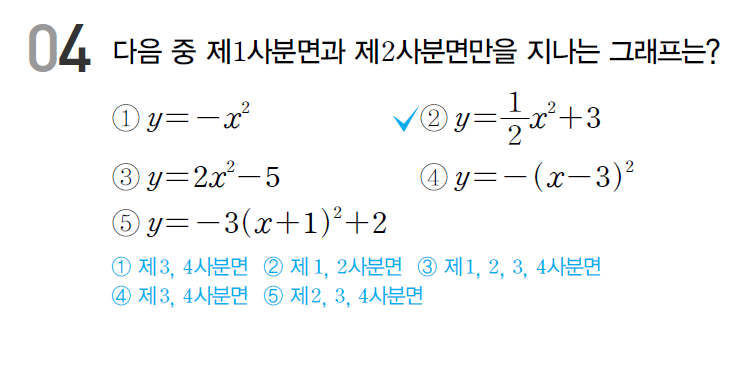 04 다음 중 제1사분면과 제2사분면만을 지나는 그래프는?
① y=-x² ② y=1/2x²+3
③ y=2x²-5 ④ y=-(x-3)²
⑤ y=-3(x+1)²+2
① 제3, 4사분면 ② 제1, 2사분면 ③ 제1, 2, 3, 4사분면
④ 제3, 4사분면 ⑤ 제2, 3, 4사분면